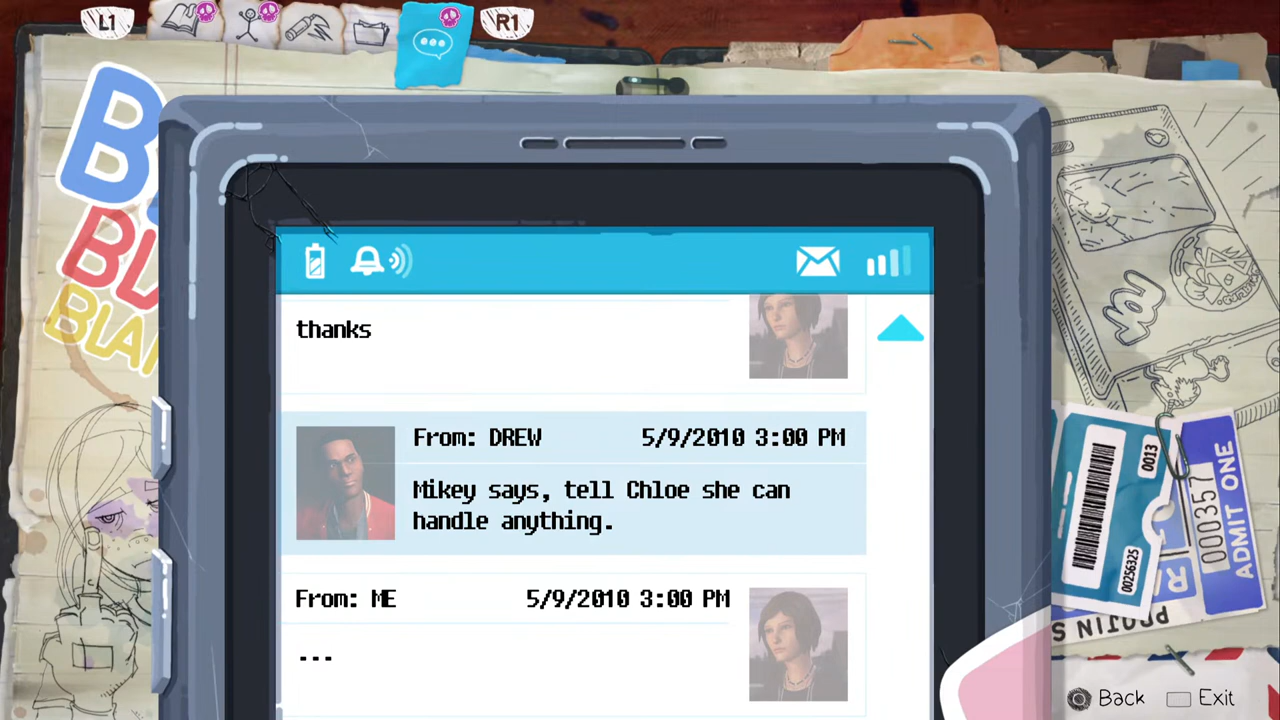 L1
R1
thanks
From: DREW 5/9/2010 3:00 PM
Mikey says, tell Chloe she can
handle anything.
From: ME 5/9/2010 3:00 PM
...
0013
00256325
000357
ADMIT ONE
Back
Exit